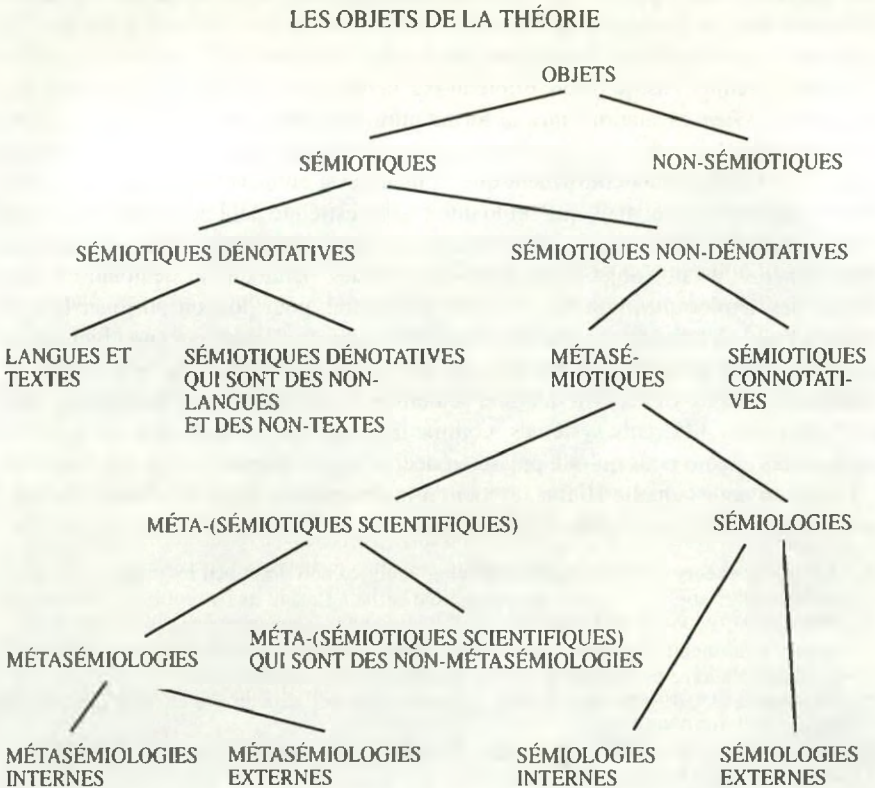 LES OBJETS DE LA THÉORIE
OBJETS
SÉMIOTIQUES
NON-SÉMIOTIQUES
SÉMIOTIQUES DÉNOTATIVES
SÉMIOTIQUES NON-DÉNOTATIVES
LANGUES ET
TEXTES
SÉMIOTIQUES DÉNOTATIVES
QUI SONT DES NON-
LANGUES
ET DES NON-TEXTES
MÉTASÉ-
MIOTIQUES
SÉMIOTIQUES
CONNOTATI-
VES
MÉTA-(SÉMIOTIQUES SCIENTIFIQUES)
SÉMIOLOGIES
MÉTASÉMIOLOGIES
MÉTA-(SÉMIOTIQUES SCIENTIFIQUES)
QUI SONT DES NON-MÉTASÉMIOLOGIES
MÉTASÉMIOLOGIES
INTERNES
MÉTASÉMIOLOGIES
EXTERNES
SÉMIOLOGIES
INTERNES
SÉMIOLOGIES
EXTERNES